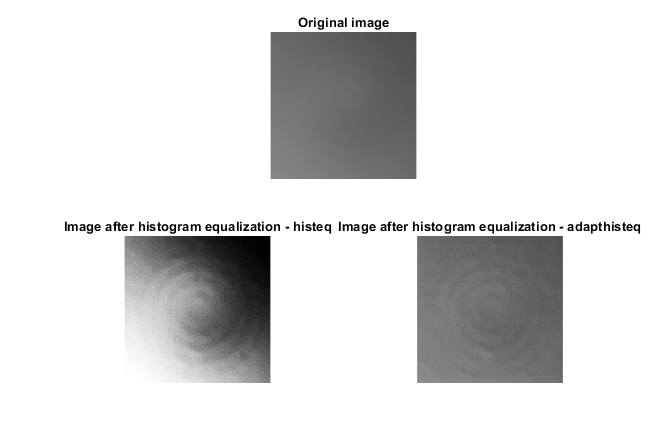 Original image
Image after histogram equalization - histeq
Image after histogram equalization - adapthisteq